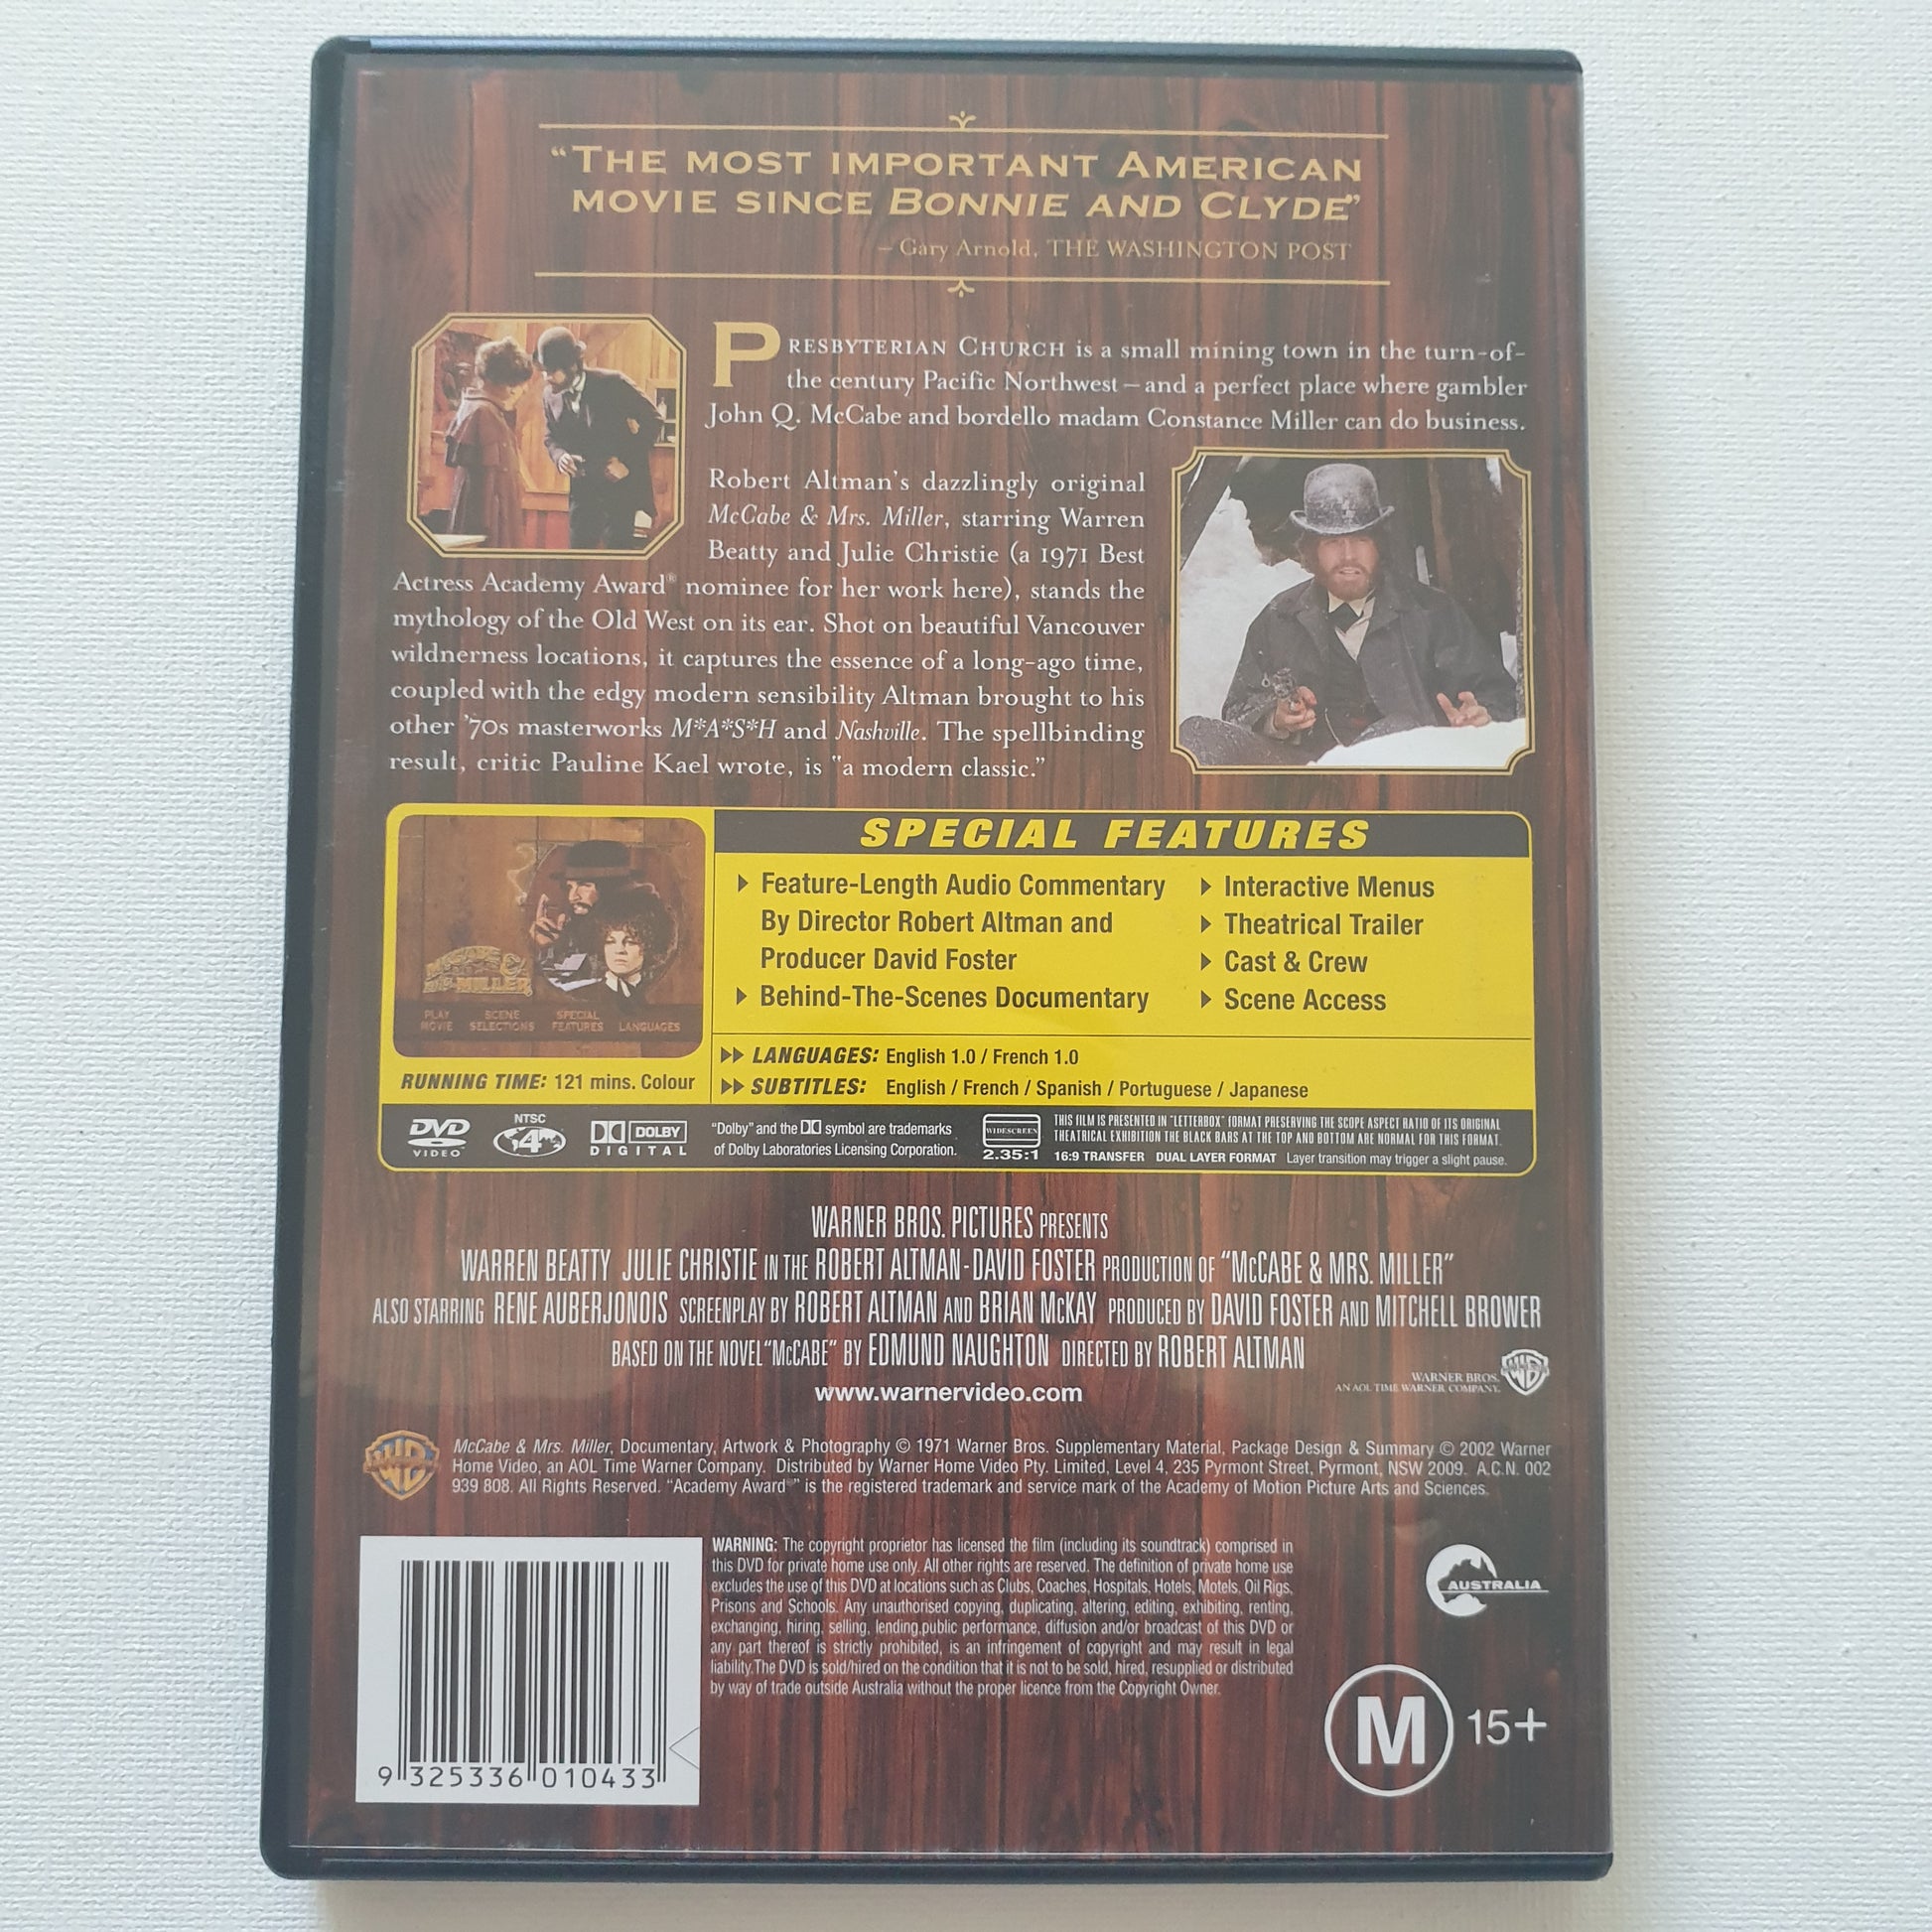 “THE MOST IMPORTANT AMERICAN
MOVIE SINCE BONNIE AND CLYDE”
– Gary Arnold, THE WASHINGTON POST
PRESBYTERIAN CHURCH is a small mining town in the turn-of-
the century Pacific Northwest – and a perfect place where gambler
John Q. McCabe and bordello madam Constance Miller can do business.
Robert Altman's dazzlingly original
McCabe & Mrs. Miller, starring Warren
Beatty and Julie Christie (a 1971 Best
Actress Academy Award® nominee for her work here), stands the
mythology of the Old West on its ear. Shot on beautiful Vancouver
wildnerness locations, it captures the essence of a long-ago time,
coupled with the edgy modern sensibility Altman brought to his
other '70s masterworks M*A*S*H and Nashville. The spellbinding
result, critic Pauline Kael wrote, is “a modern classic.”
SPECIAL FEATURES
Feature-Length Audio Commentary
By Director Robert Altman and
Producer David Foster
Behind-The-Scenes Documentary
Interactive Menus
Theatrical Trailer
Cast & Crew
Scene Access
McCABE &
MRS. MILLER
PLAY MOVIE
SCENE SELECTIONS
SPECIAL FEATURES
LANGUAGES
RUNNING TIME: 121 mins. Colour
LANGUAGES: English 1.0 / French 1.0
SUBTITLES: English / French / Spanish / Portuguese / Japanese
DVD VIDEO
NTSC
4
DOLBY DIGITAL
“Dolby” and the DD symbol are trademarks
of Dolby Laboratories Licensing Corporation.
WIDESCREEN
2.35:1
THIS FILM IS PRESENTED IN “LETTERBOX” FORMAT PRESERVING THE SCOPE ASPECT RATIO OF ITS ORIGINAL
THEATRICAL EXHIBITION THE BLACK BARS AT THE TOP AND BOTTOM ARE NORMAL FOR THIS FORMAT.
16:9 TRANSFER DUAL LAYER FORMAT Layer transition may trigger a slight pause.
WARNER BROS. PICTURES PRESENTS
WARREN BEATTY JULIE CHRISTIE IN THE ROBERT ALTMAN-DAVID FOSTER PRODUCTION OF “McCABE & MRS. MILLER”
ALSO STARRING RENE AUBERJONOIS SCREENPLAY BY ROBERT ALTMAN AND BRIAN McKAY PRODUCED BY DAVID FOSTER AND MITCHELL BROWER
BASED ON THE NOVEL “McCABE” BY EDMUND NAUGHTON DIRECTED BY ROBERT ALTMAN
www.warnervideo.com
WARNER BROS.
AN AOL TIME WARNER COMPANY.
WB
McCabe & Mrs. Miller, Documentary, Artwork & Photography © 1971 Warner Bros. Supplementary Material, Package Design & Summary © 2002 Warner
Home Video, an AOL Time Warner Company. Distributed by Warner Home Video Pty. Limited, Level 4, 235 Pyrmont Street, Pyrmont, NSW 2009. A.C.N. 002
939 808. All Rights Reserved. “Academy Award®” is the registered trademark and service mark of the Academy of Motion Picture Arts and Sciences.
WARNING: The copyright proprietor has licensed the film (including its soundtrack) comprised in
this DVD for private home use only. All other rights are reserved. The definition of private home use
excludes the use of this DVD at locations such as Clubs, Coaches, Hospitals, Hotels, Motels, Oil Rigs,
Prisons and Schools. Any unauthorised copying, duplicating, altering, editing, exhibiting, renting,
exchanging, hiring, selling, lending,public performance, diffusion and/or broadcast of this DVD or
any part thereof is strictly prohibited, is an infringement of copyright and may result in legal
liability.The DVD is sold/hired on the condition that it is not to be sold, hired, resupplied or distributed
by way of trade outside Australia without the proper licence from the Copyright Owner.
AUSTRALIA
M 15+
9 325336 010433